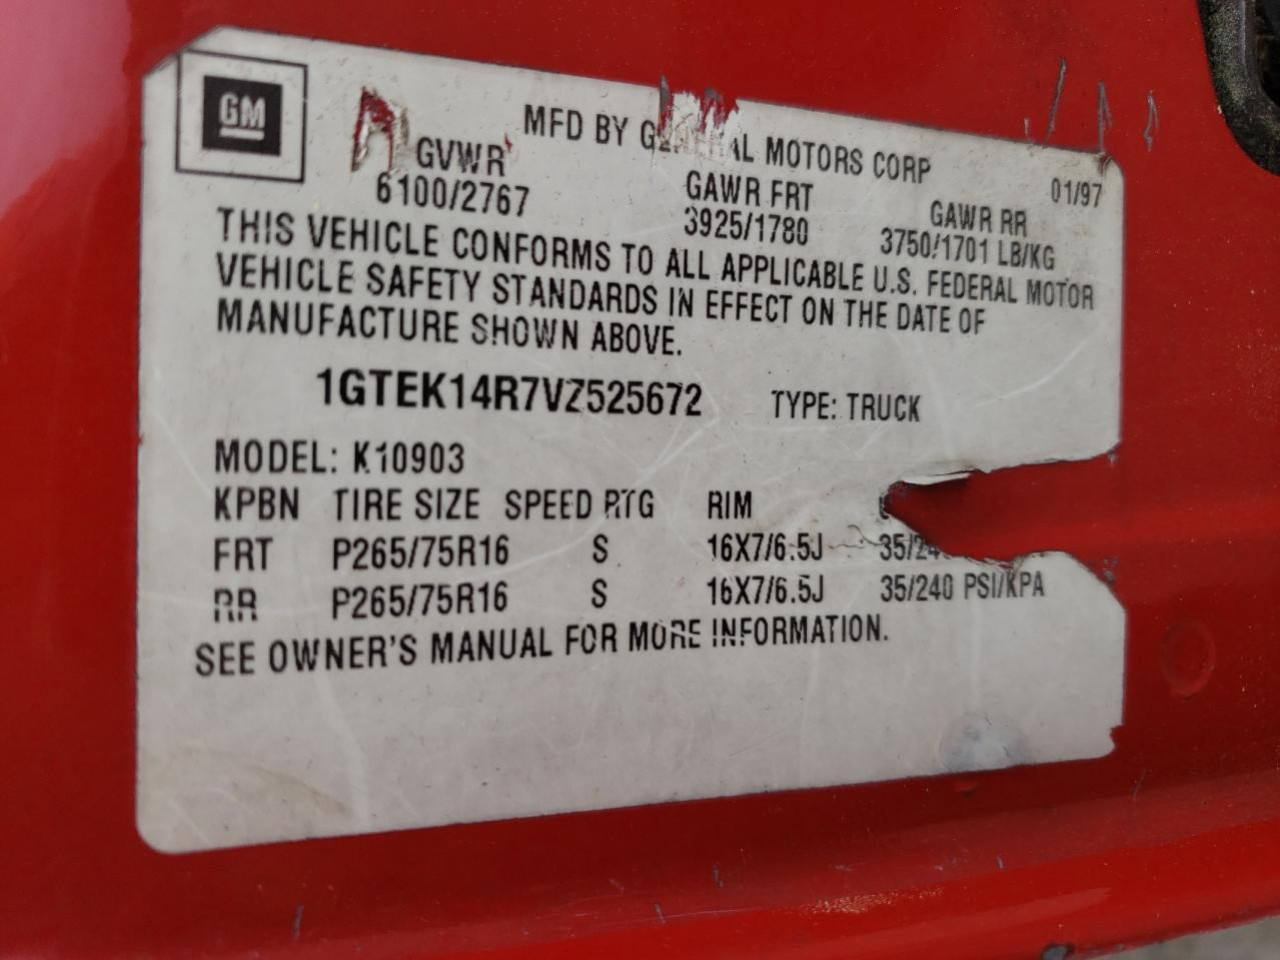 GM
MFD BY GENERAL MOTORS CORP 01/97
GVWR GAWR FRT GAWR RR
6100/2767 3925/1780 3750/1701 LB/KG
THIS VEHICLE CONFORMS TO ALL APPLICABLE U.S. FEDERAL MOTOR
VEHICLE SAFETY STANDARDS IN EFFECT ON THE DATE OF
MANUFACTURE SHOWN ABOVE.
1GTEK14R7VZ525672 TYPE: TRUCK
MODEL: K10903
KPBN TIRE SIZE SPEED RTG RIM
FRT P265/75R16 S 16X7/6.5J
RR P265/75R16 S 16X7/6.5J 35/240 PSI/KPA
SEE OWNER'S MANUAL FOR MORE INFORMATION.